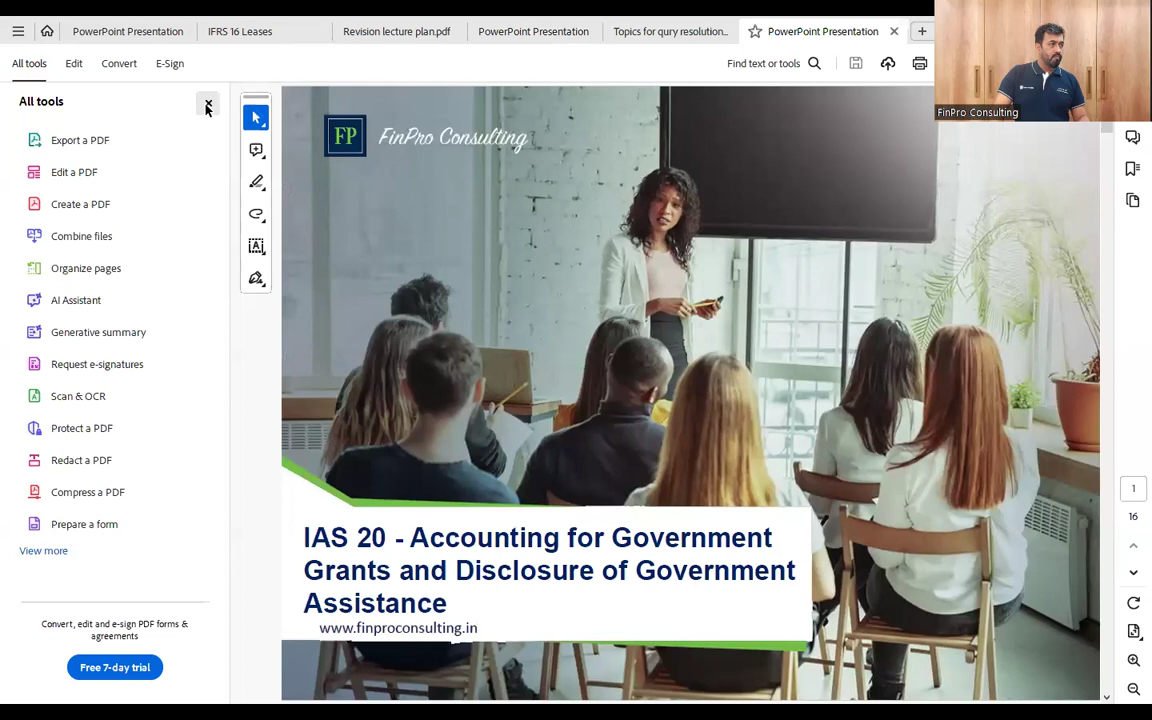 PowerPoint Presentation
IFRS 16 Leases
Revision lecture plan.pdf
PowerPoint Presentation
Topics for qury resolution...
PowerPoint Presentation
All tools
Edit
Convert
E-Sign
Find text or tools
FinPro Consulting
All tools
Export a PDF
Edit a PDF
Create a PDF
Combine files
Organize pages
AI Assistant
Generative summary
Request e-signatures
Scan & OCR
Protect a PDF
Redact a PDF
Compress a PDF
Prepare a form
View more
Convert, edit and e-sign PDF forms &
agreements
Free 7-day trial
FP FinPro Consulting
IAS 20 - Accounting for Government
Grants and Disclosure of Government
Assistance
www.finproconsulting.in
1
16